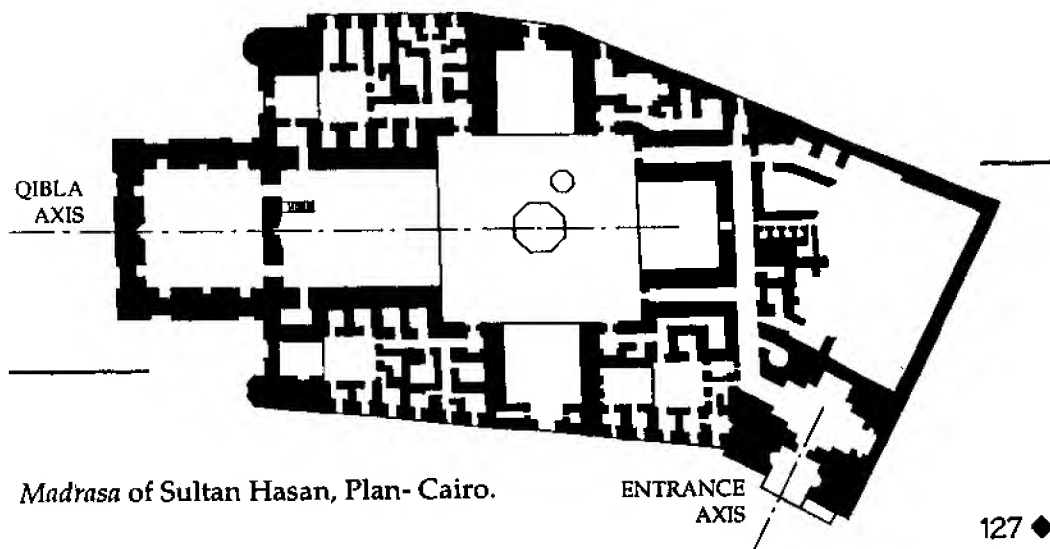 QIBLA
AXIS
Madrasa of Sultan Hasan, Plan- Cairo.
ENTRANCE
AXIS
127 ◆